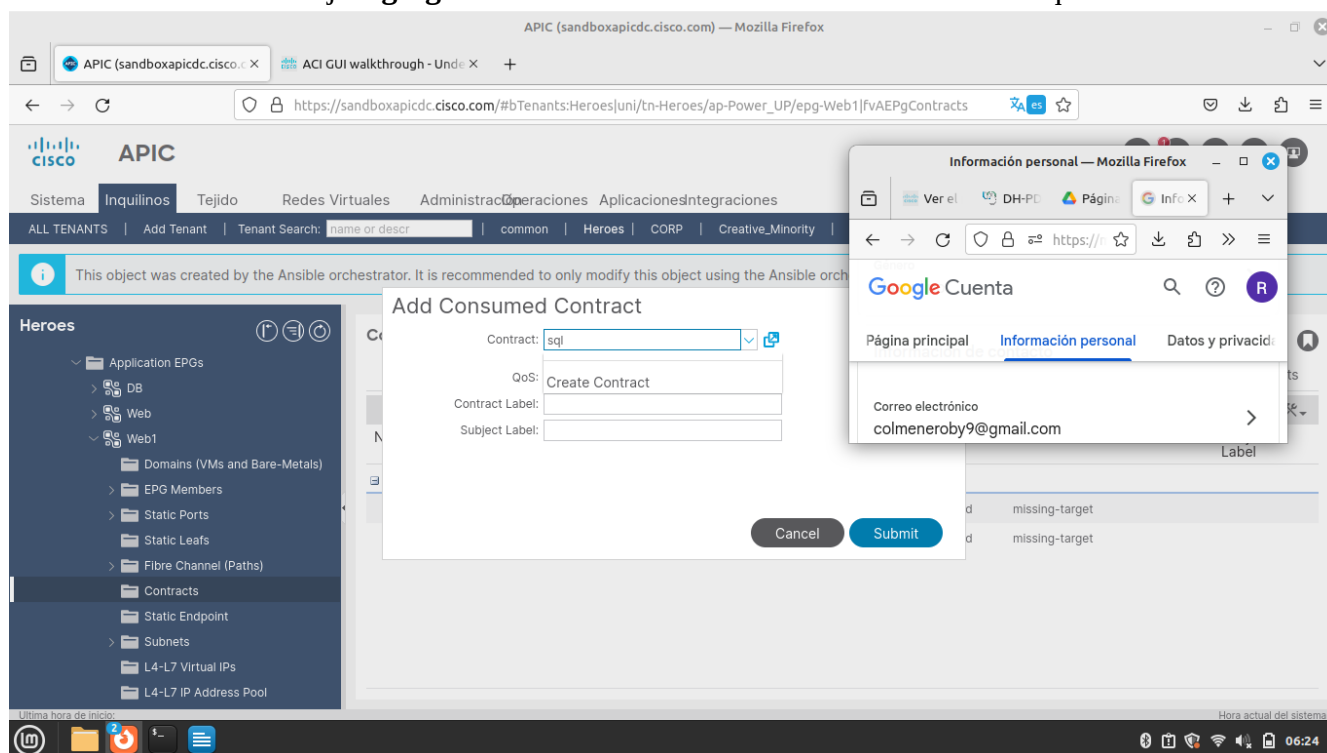 APIC (sandboxapicdc.cisco.com) — Mozilla Firefox
APIC (sandboxapicdc.cisco.c
ACI GUI walkthrough - Unde
https://sandboxapicdc.cisco.com/#bTenants:Heroes|uni/tn-Heroes/ap-Power_UP/epg-Web1|fvAEPgContracts
es
CISCO
APIC
Sistema Inquilinos Tejido Redes Virtuales Administración Operaciones Aplicaciones Integraciones
ALL TENANTS | Add Tenant | Tenant Search: name or descr | common | Heroes | CORP | Creative_Minority |
This object was created by the Ansible orchestrator. It is recommended to only modify this object using the Ansible orch
Heroes
Application EPGs
DB
Web
Web1
Domains (VMs and Bare-Metals)
EPG Members
Static Ports
Static Leafs
Fibre Channel (Paths)
Contracts
Static Endpoint
Subnets
L4-L7 Virtual IPs
L4-L7 IP Address Pool
Add Consumed Contract
Contract: sql
QoS:
Create Contract
Contract Label:
Subject Label:
Cancel Submit
Label
missing-target
missing-target
Información personal — Mozilla Firefox
Ver el
DH-PD
Página
Info
https://
Google Cuenta
R
Página principal Información personal Datos y privacida
Correo electrónico
colmeneroby9@gmail.com
Ultima hora de inicio:
Hora actual del sistema
2
06:24